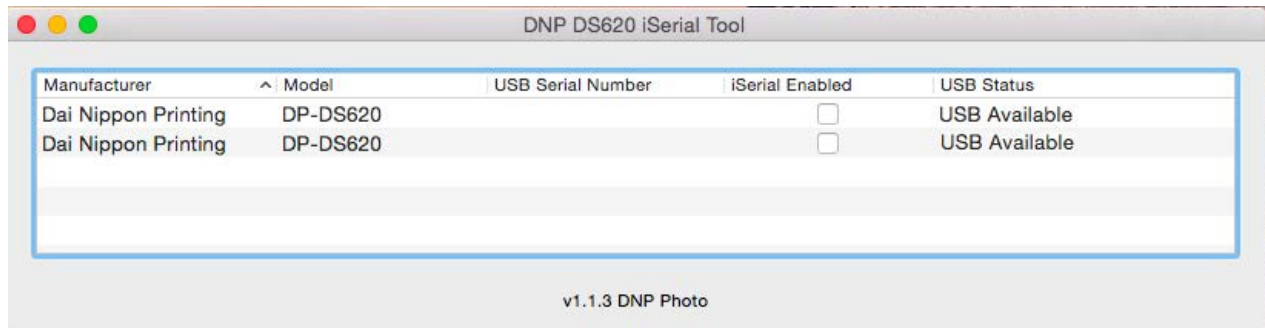 DNP DS620 iSerial Tool
Manufacturer Model USB Serial Number iSerial Enabled USB Status
Dai Nippon Printing DP-DS620 USB Available
Dai Nippon Printing DP-DS620 USB Available
v1.1.3 DNP Photo